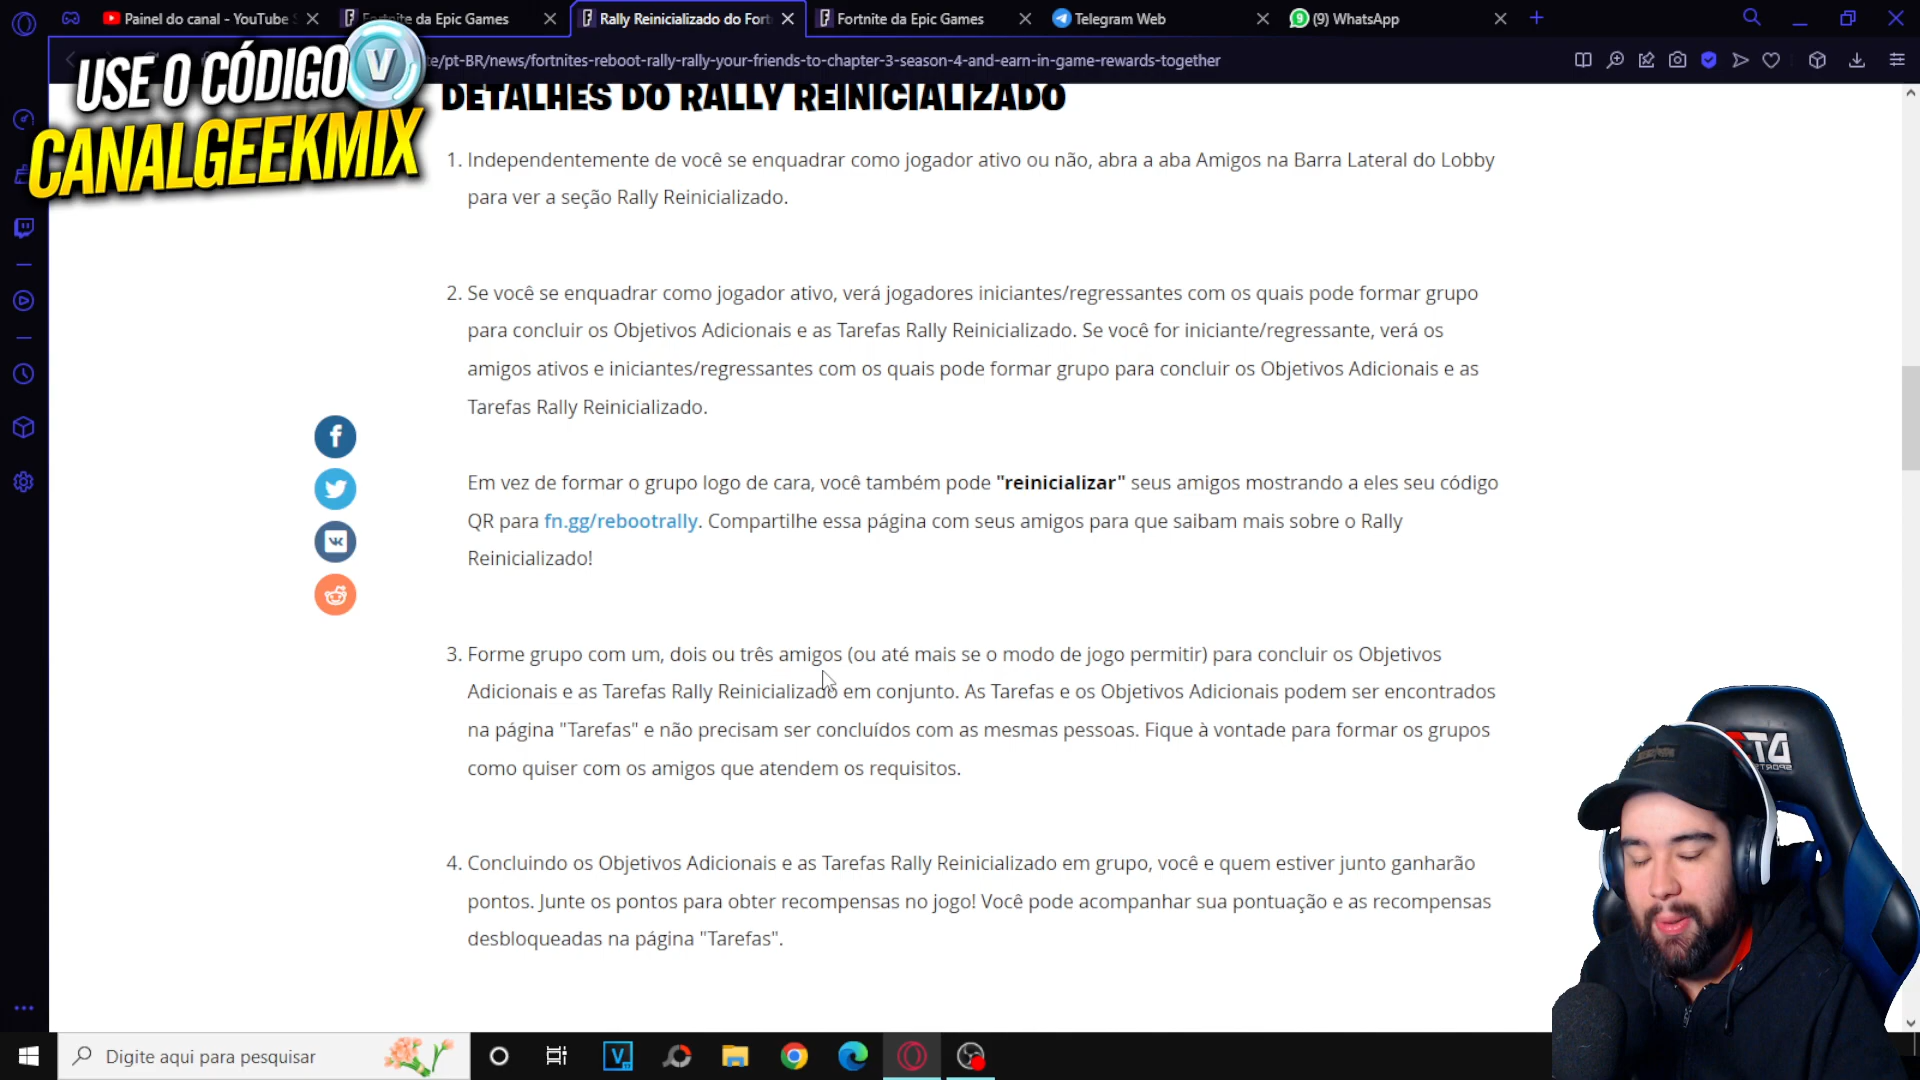 Painel do canal - YouTube S
Fortnite da Epic Games
Rally Reinicializado do Fort
Fortnite da Epic Games
Telegram Web
(9) WhatsApp
USE O CÓDIGO V
CANALGEEKMIX
te/pt-BR/news/fortnites-reboot-rally-rally-your-friends-to-chapter-3-season-4-and-earn-in-game-rewards-together
DETALHES DO RALLY REINICIALIZADO
1. Independentemente de você se enquadrar como jogador ativo ou não, abra a aba Amigos na Barra Lateral do Lobby
para ver a seção Rally Reinicializado.
2. Se você se enquadrar como jogador ativo, verá jogadores iniciantes/regressantes com os quais pode formar grupo
para concluir os Objetivos Adicionais e as Tarefas Rally Reinicializado. Se você for iniciante/regressante, verá os
amigos ativos e iniciantes/regressantes com os quais pode formar grupo para concluir os Objetivos Adicionais e as
Tarefas Rally Reinicializado.
Em vez de formar o grupo logo de cara, você também pode "reinicializar" seus amigos mostrando a eles seu código
QR para fn.gg/rebootrally. Compartilhe essa página com seus amigos para que saibam mais sobre o Rally
Reinicializado!
3. Forme grupo com um, dois ou três amigos (ou até mais se o modo de jogo permitir) para concluir os Objetivos
Adicionais e as Tarefas Rally Reinicializado em conjunto. As Tarefas e os Objetivos Adicionais podem ser encontrados
na página "Tarefas" e não precisam ser concluídos com as mesmas pessoas. Fique à vontade para formar os grupos
como quiser com os amigos que atendem os requisitos.
4. Concluindo os Objetivos Adicionais e as Tarefas Rally Reinicializado em grupo, você e quem estiver junto ganharão
pontos. Junte os pontos para obter recompensas no jogo! Você pode acompanhar sua pontuação e as recompensas
desbloqueadas na página "Tarefas".
Digite aqui para pesquisar